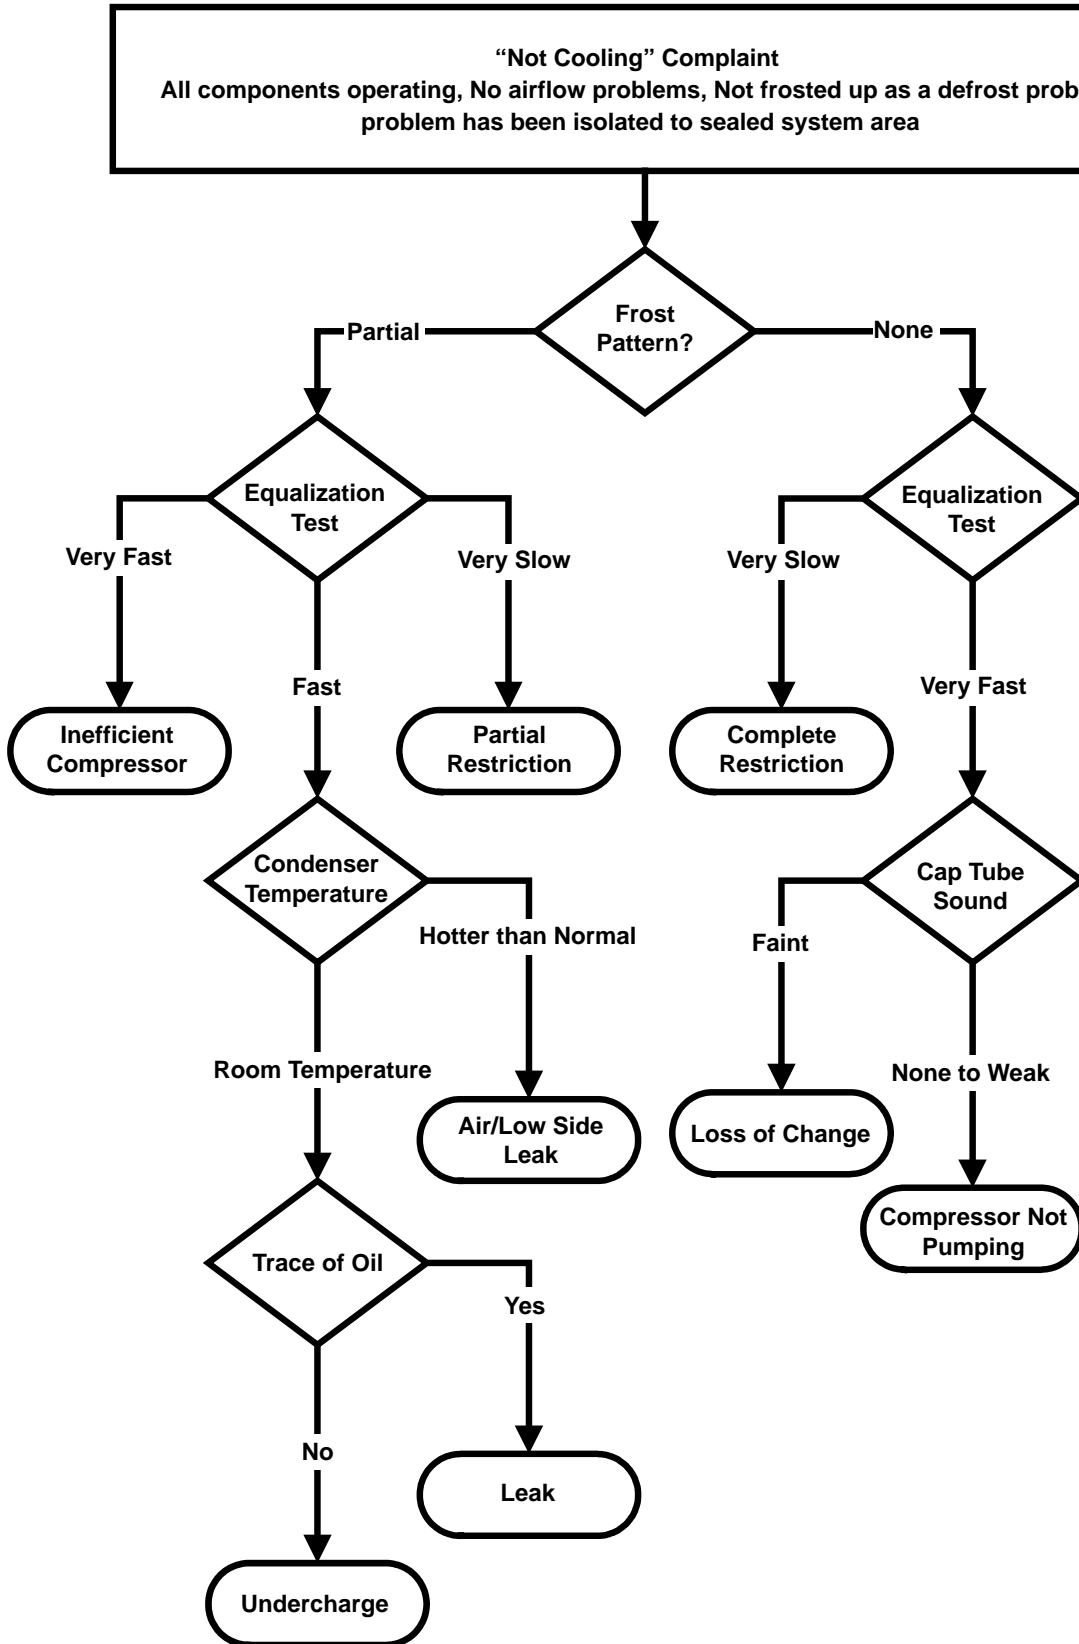 “Not Cooling” Complaint
All components operating, No airflow problems, Not frosted up as a defrost prob
problem has been isolated to sealed system area
Frost
Pattern?
Partial
None
Equalization
Test
Equalization
Test
Very Fast
Very Slow
Very Slow
Fast
Very Fast
Inefficient
Compressor
Partial
Restriction
Complete
Restriction
Condenser
Temperature
Cap Tube
Sound
Hotter than Normal
Faint
Room Temperature
None to Weak
Air/Low Side
Leak
Loss of Change
Compressor Not
Pumping
Trace of Oil
Yes
No
Leak
Undercharge